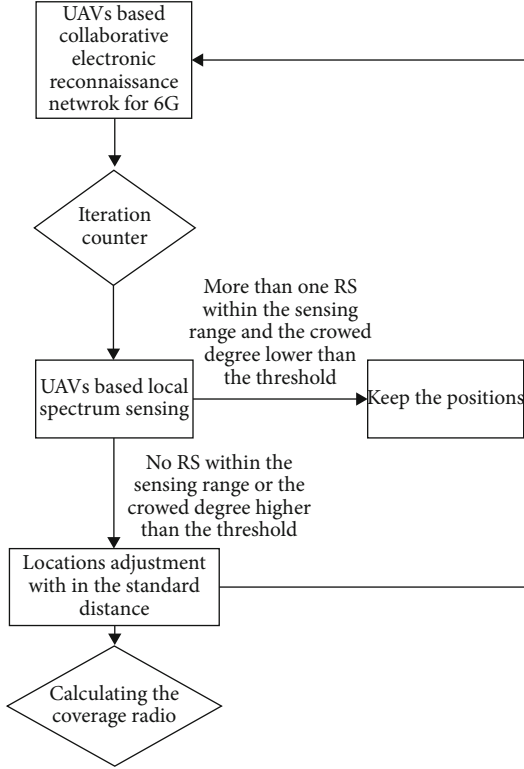 UAVs based
collaborative
electronic
reconnaissance
netwrok for 6G
Iteration
counter
More than one RS
within the sensing
range and the crowed
degree lower than
the threshold
UAVs based local
spectrum sensing
Keep the positions
No RS within the
sensing range or the
crowed degree higher
than the threshold
Locations adjustment
with in the standard
distance
Calculating the
coverage radio